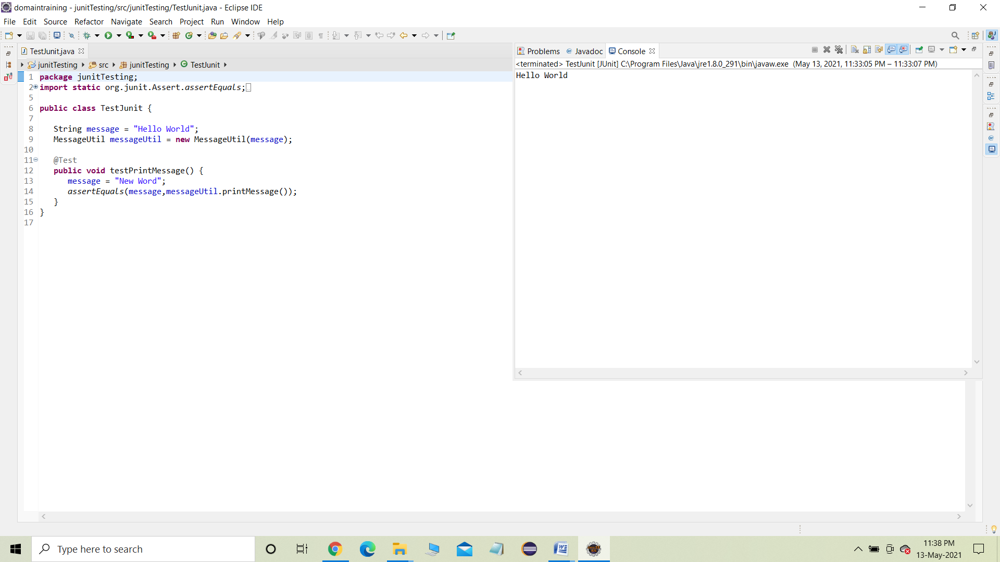 domaintraining - junitTesting/src/junitTesting/TestJunit.java - Eclipse IDE
File Edit Source Refactor Navigate Search Project Run Window Help
TestJunit.java
junitTesting src junitTesting TestJunit
1 package junitTesting;
2 import static org.junit.Assert.assertEquals;
5
6 public class TestJunit {
7
8 String message = "Hello World";
9 MessageUtil messageUtil = new MessageUtil(message);
10
11 @Test
12 public void testPrintMessage() {
13 message = "New Word";
14 assertEquals(message,messageUtil.printMessage());
15 }
16 }
17
Problems @ Javadoc Console
<terminated> TestJunit [JUnit] C:\Program Files\Java\jre1.8.0_291\bin\javaw.exe (May 13, 2021, 11:33:05 PM – 11:33:07 PM)
Hello World
Type here to search
11:38 PM
13-May-2021